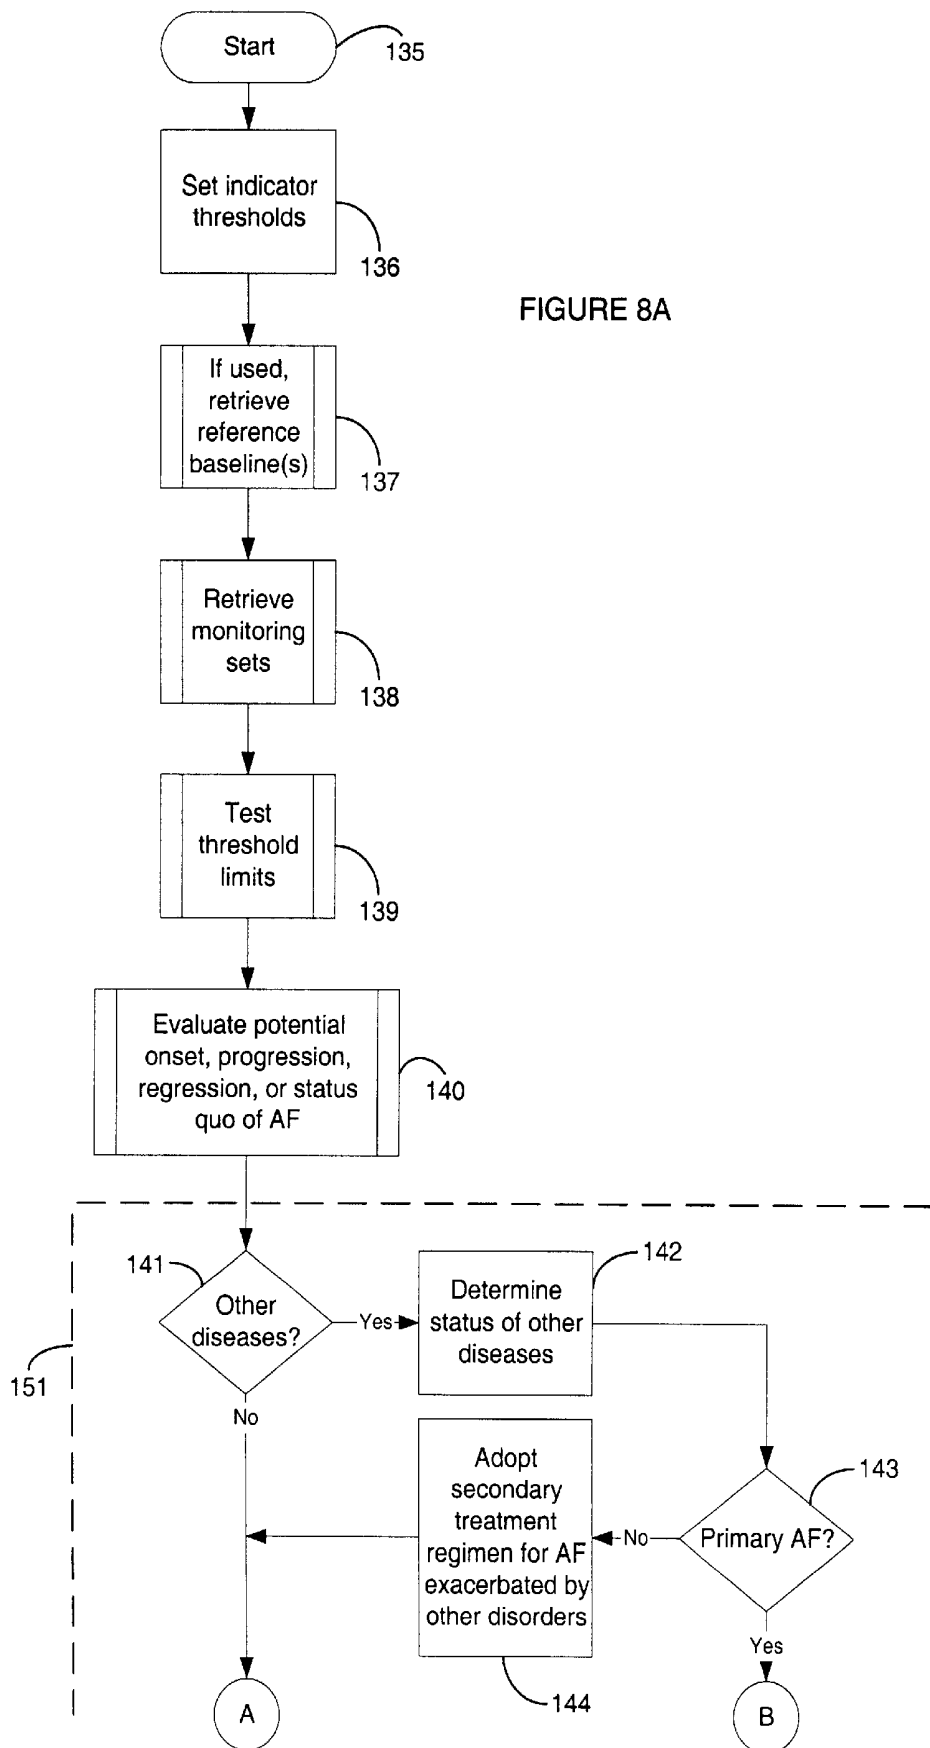 Start
135
Set indicator
thresholds
136
FIGURE 8A
If used,
retrieve
reference
baseline(s)
137
Retrieve
monitoring
sets
138
Test
threshold
limits
139
Evaluate potential
onset, progression,
regression, or status
quo of AF
140
141
Other
diseases?
Yes
142
Determine
status of other
diseases
151
No
143
Primary AF?
No
Adopt
secondary
treatment
regimen for AF
exacerbated by
other disorders
144
Yes
A
B